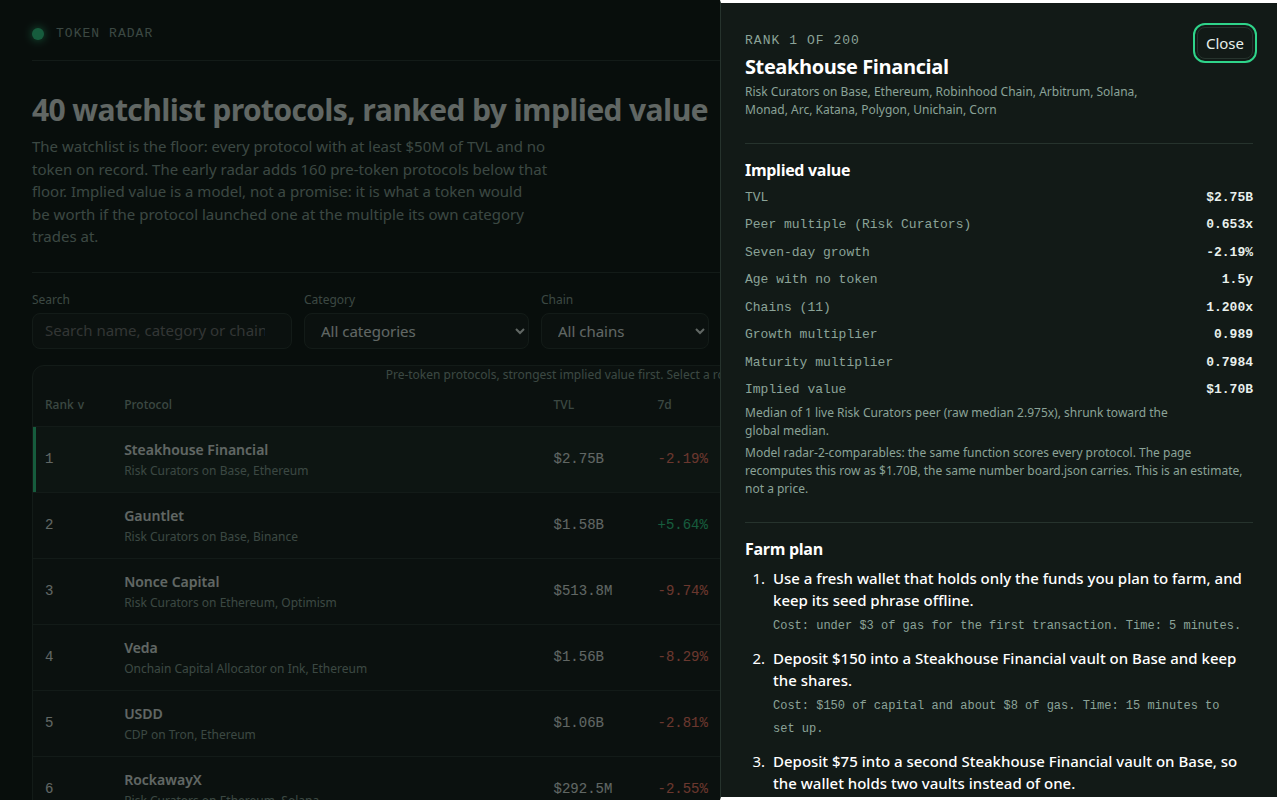 TOKEN RADAR
40 watchlist protocols, ranked by implied value
The watchlist is the floor: every protocol with at least $50M of TVL and no
token on record. The early radar adds 160 pre-token protocols below that
floor. Implied value is a model, not a promise: it is what a token would
be worth if the protocol launched one at the multiple its own category
trades at.
Search
Category
Chain
Search name, category or chain
All categories
All chains
Pre-token protocols, strongest implied value first. Select a
Rank v
Protocol
TVL
7d
1
Steakhouse Financial
Risk Curators on Base, Ethereum
$2.75B
-2.19%
2
Gauntlet
Risk Curators on Base, Binance
$1.58B
+5.64%
3
Nonce Capital
Risk Curators on Ethereum, Optimism
$513.8M
-9.74%
4
Veda
Onchain Capital Allocator on Ink, Ethereum
$1.56B
-8.29%
5
USDD
CDP on Tron, Ethereum
$1.06B
-2.81%
6
RockawayX
Risk Curators on Ethereum, Solana
$292.5M
-2.55%
RANK 1 OF 200
Close
Steakhouse Financial
Risk Curators on Base, Ethereum, Robinhood Chain, Arbitrum, Solana,
Monad, Arc, Katana, Polygon, Unichain, Corn
Implied value
TVL $2.75B
Peer multiple (Risk Curators) 0.653x
Seven-day growth -2.19%
Age with no token 1.5y
Chains (11) 1.200x
Growth multiplier 0.989
Maturity multiplier 0.7984
Implied value $1.70B
Median of 1 live Risk Curators peer (raw median 2.975x), shrunk toward the
global median.
Model radar-2-comparables: the same function scores every protocol. The page
recomputes this row as $1.70B, the same number board.json carries. This is an estimate,
not a price.
Farm plan
1. Use a fresh wallet that holds only the funds you plan to farm, and
keep its seed phrase offline.
Cost: under $3 of gas for the first transaction. Time: 5 minutes.
2. Deposit $150 into a Steakhouse Financial vault on Base and keep
the shares.
Cost: $150 of capital and about $8 of gas. Time: 15 minutes to
set up.
3. Deposit $75 into a second Steakhouse Financial vault on Base, so
the wallet holds two vaults instead of one.